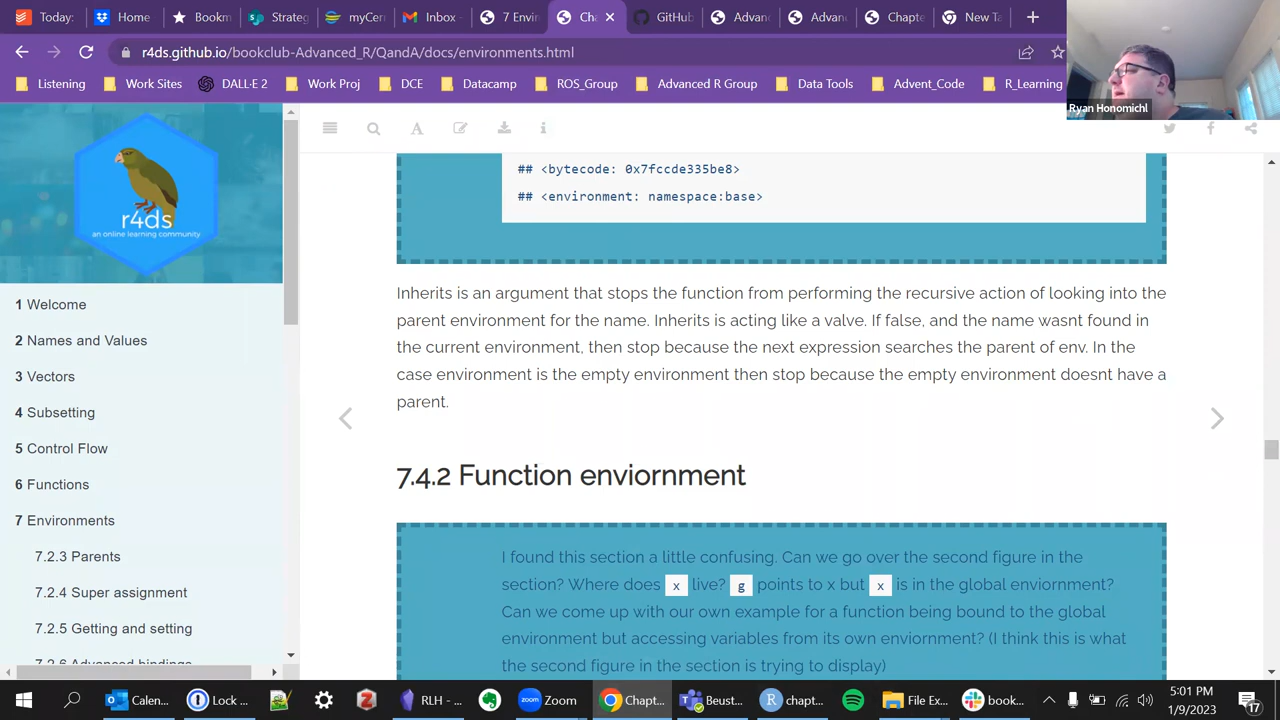 Today:
Home
Bookm
Strateg
myCerr
Inbox
7 Envir
Cha
GitHub
Advan
Advan
Chapte
New Ta
r4ds.github.io/bookclub-Advanced_R/QandA/docs/environments.html
Listening
Work Sites
DALL·E 2
Work Proj
DCE
Datacamp
ROS_Group
Advanced R Group
Data Tools
Advent_Code
R_Learning
Ryan Honomichl
r4ds
an online learning community
1 Welcome
2 Names and Values
3 Vectors
4 Subsetting
5 Control Flow
6 Functions
7 Environments
7.2.3 Parents
7.2.4 Super assignment
7.2.5 Getting and setting
7.2.6 Advanced bindings
## <bytecode: 0x7fccde335be8>
## <environment: namespace:base>
Inherits is an argument that stops the function from performing the recursive action of looking into the
parent environment for the name. Inherits is acting like a valve. If false, and the name wasnt found in
the current environment, then stop because the next expression searches the parent of env. In the
case environment is the empty environment then stop because the empty environment doesnt have a
parent.
7.4.2 Function enviornment
I found this section a little confusing. Can we go over the second figure in the
section? Where does x live? g points to x but x is in the global enviornment?
Can we come up with our own example for a function being bound to the global
environment but accessing variables from its own enviornment? (I think this is what
the second figure in the section is trying to display)
Calen...
Lock ...
RLH - ...
Zoom
Chapt...
Beust...
chapt...
File Ex...
book...
5:01 PM
1/9/2023
17